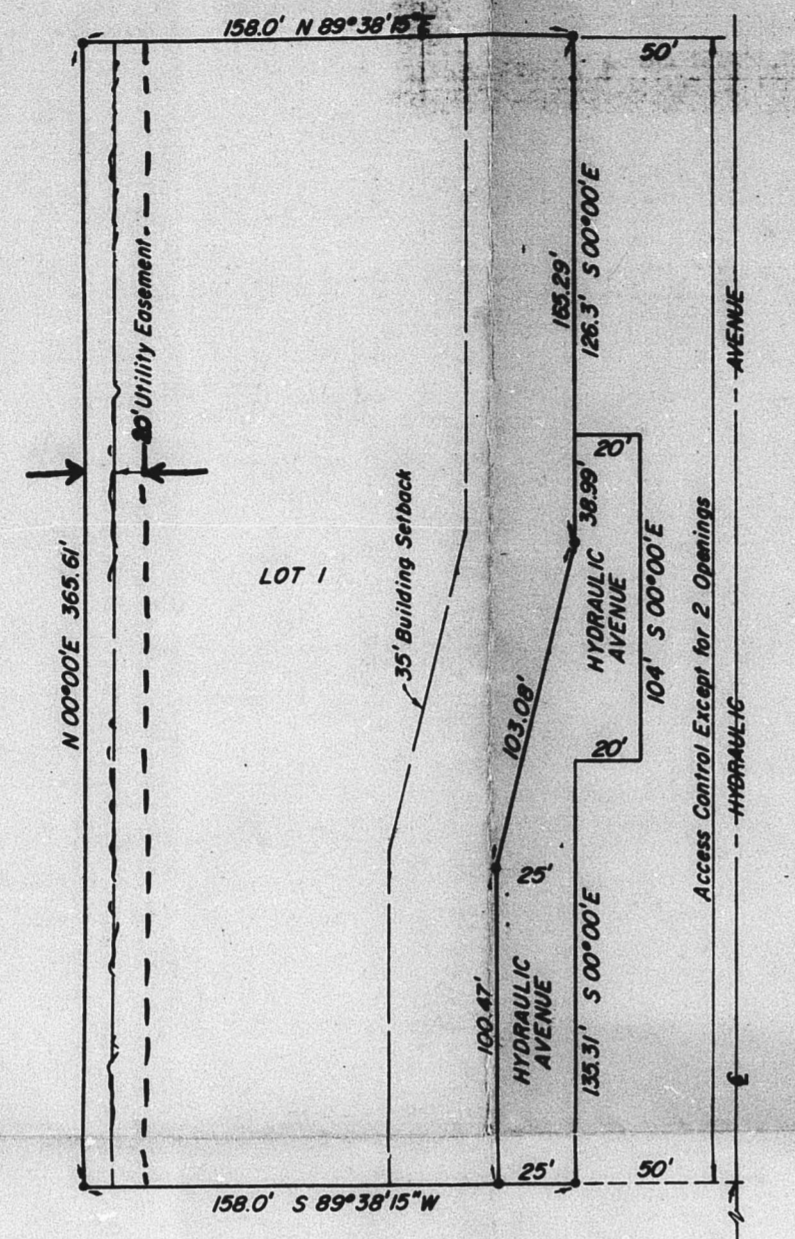 158.0' N 89°38'15"E
50'
20' Utility Easement
165.29'
126.3' S 00°00'E
AVENUE
20'
38.99'
N 00°00'E 365.61'
LOT 1
35' Building Setback
HYDRAULIC
AVENUE
104' S 00°00'E
Access Control Except for 2 Openings
HYDRAULIC
103.08'
20'
25'
100.47'
HYDRAULIC
AVENUE
135.31' S 00°00'E
℄
158.0' S 89°38'15"W
25'
50'